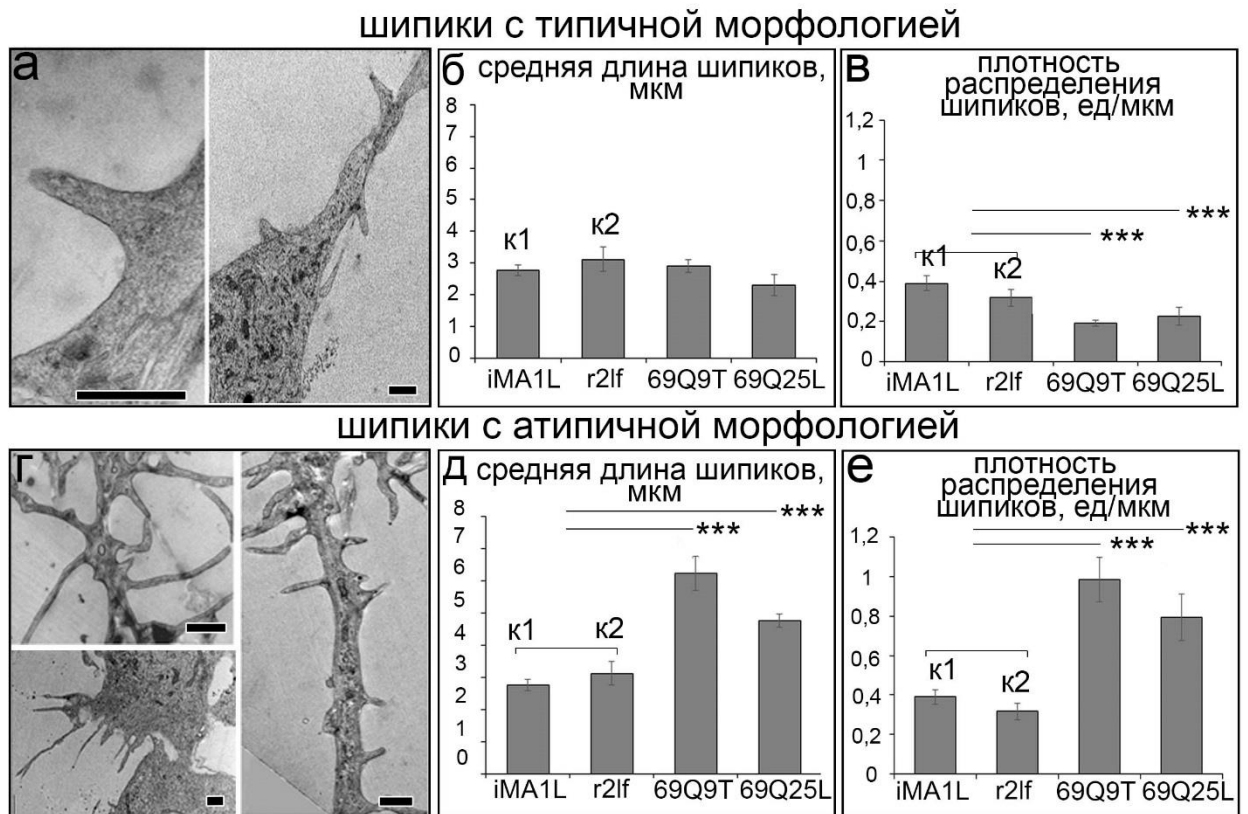 шипики с типичной морфологией
а
б средняя длина шипиков,
мкм
8
7
6
5
4
3
2
1
0
к1
к2
iMA1L r2lf 69Q9T 69Q25L
в
плотность
распределения
шипиков, ед/мкм
1,2
1
0,8
0,6
0,4
0,2
0
***
***
к1
к2
iMA1L r2lf 69Q9T 69Q25L
шипики с атипичной морфологией
г
д средняя длина шипиков,
мкм
8
7
6
5
4
3
2
1
0
***
***
к1
к2
iMA1L r2lf 69Q9T 69Q25L
е
плотность
распределения
шипиков, ед/мкм
1,2
1
0,8
0,6
0,4
0,2
0
***
***
к1
к2
iMA1L r2lf 69Q9T 69Q25L